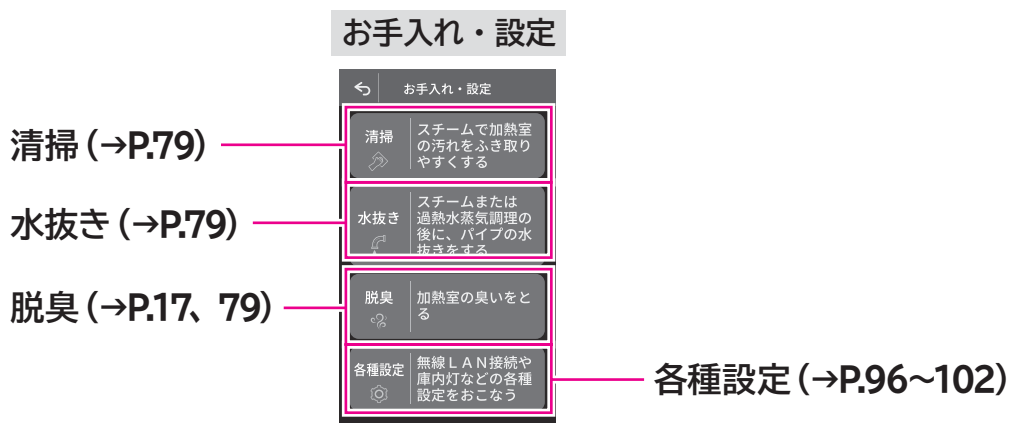 お手入れ・設定
お手入れ・設定
清掃(→P.79)
清掃
スチームで加熱室
の汚れをふき取り
やすくする
水抜き(→P.79)
水抜き
スチームまたは
過熱水蒸気調理の
後に、パイプの水
抜きをする
脱臭(→P.17、79)
脱臭
加熱室の臭いをと
る
各種設定
無線LAN接続や
庫内灯などの各種
設定をおこなう
各種設定(→P.96~102)